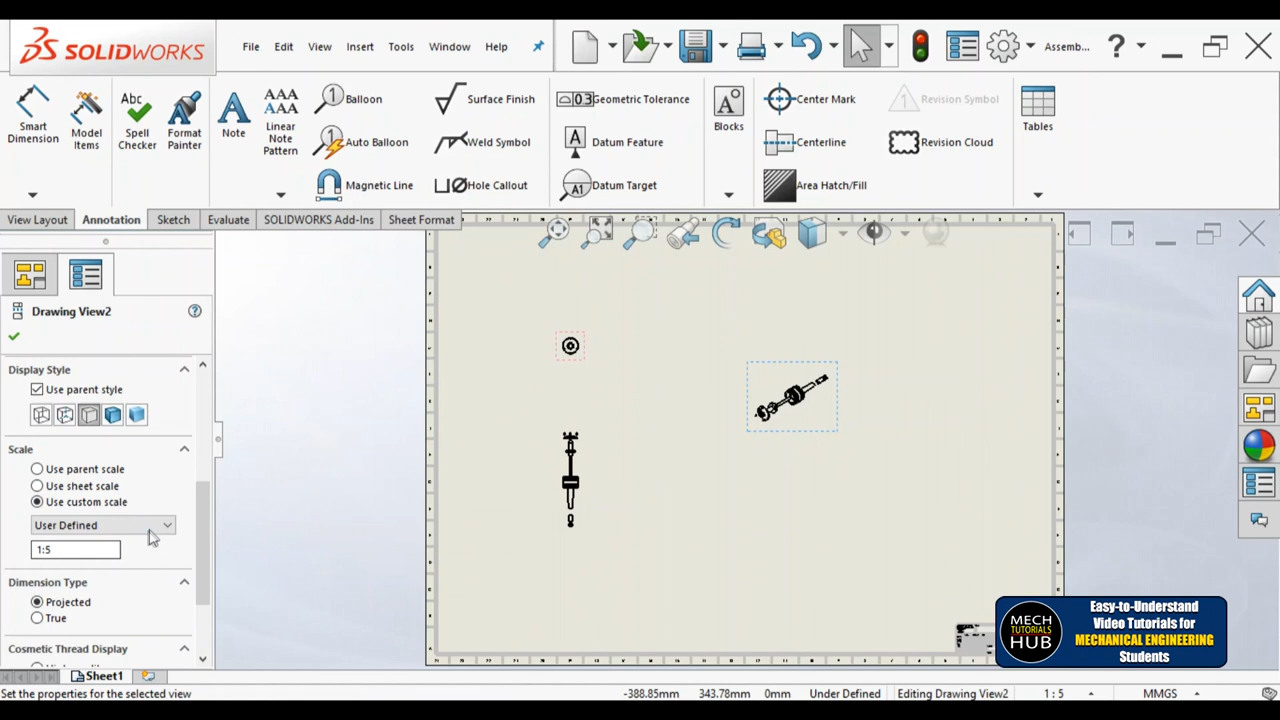 SOLIDWORKS
File Edit View Insert Tools Window Help
Assemb...
?
Smart Dimension
Model Items
Abc
Spell Checker
Format Painter
A
Note
AAA
AAA
Linear Note Pattern
1 Balloon
1 Auto Balloon
Magnetic Line
Surface Finish
Weld Symbol
Hole Callout
0.3 Geometric Tolerance
A Datum Feature
A1 Datum Target
A
Blocks
Center Mark
Centerline
Area Hatch/Fill
Revision Symbol
Revision Cloud
Tables
View Layout Annotation Sketch Evaluate SOLIDWORKS Add-Ins Sheet Format
Drawing View2
?
Display Style
Use parent style
Scale
Use parent scale
Use sheet scale
Use custom scale
User Defined
1:5
Dimension Type
Projected
True
Cosmetic Thread Display
Sheet1
MECH
TUTORIALS
HUB
Easy-to-Understand
Video Tutorials for
MECHANICAL ENGINEERING
Students
Set the properties for the selected view -388.85mm 343.78mm 0mm Under Defined Editing Drawing View2 1 : 5 MMGS